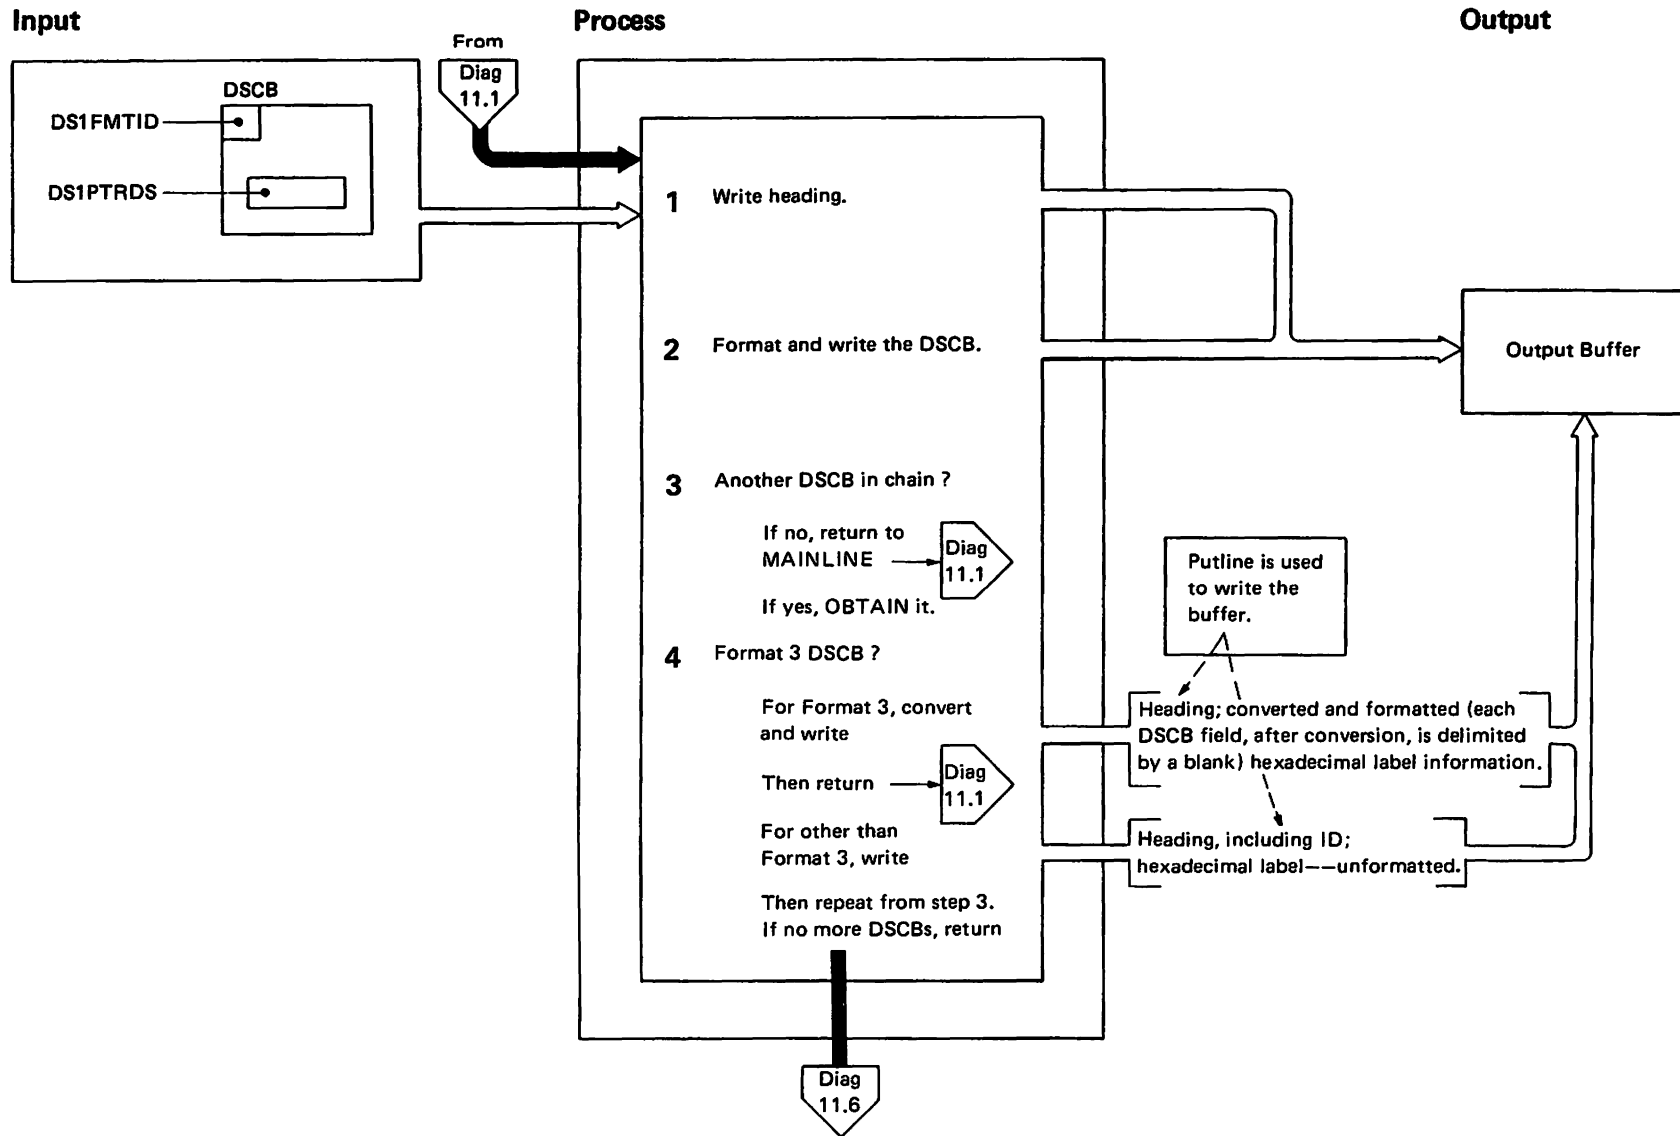 Input
Process
Output
From
Diag
11.1
DSCB
DS1FMTID
DS1PTRDS
1 Write heading.
2 Format and write the DSCB.
Output Buffer
3 Another DSCB in chain ?
If no, return to
MAINLINE
Diag
11.1
If yes, OBTAIN it.
Putline is used
to write the
buffer.
4 Format 3 DSCB ?
For Format 3, convert
and write
Heading; converted and formatted (each
DSCB field, after conversion, is delimited
by a blank) hexadecimal label information.
Then return
Diag
11.1
For other than
Format 3, write
Heading, including ID;
hexadecimal label——unformatted.
Then repeat from step 3.
If no more DSCBs, return
Diag
11.6